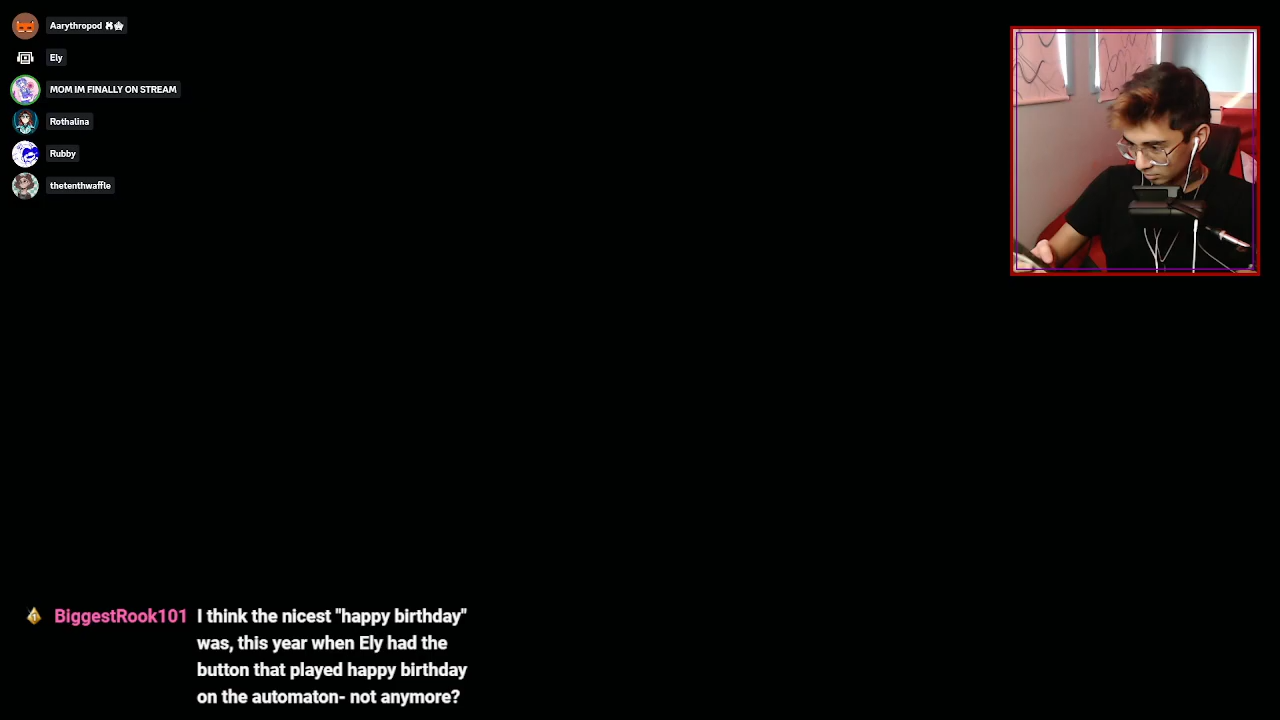 Aarythropod
Ely
MOM IM FINALLY ON STREAM
Rothalina
Rubby
thetenthwaffle
BiggestRook101 I think the nicest "happy birthday"
was, this year when Ely had the
button that played happy birthday
on the automaton- not anymore?